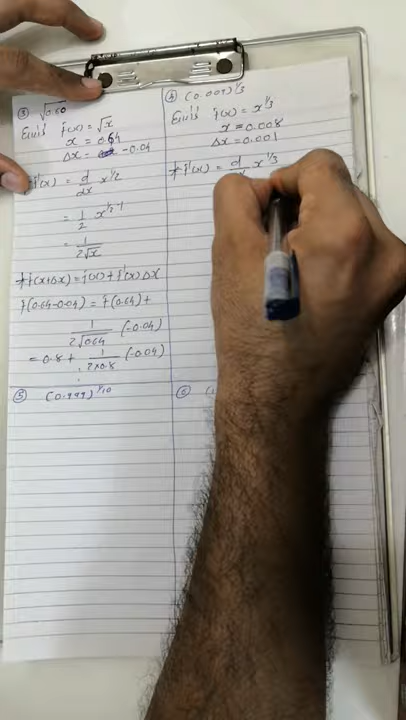 ③ √0.60
f(x) = √x
x = 0.64
Δx = -0.04
f'(x) = d/dx x^1/2
= 1/2 x^1/2-1
= 1/2√x
f(x+Δx) = f(x) + f'(x) Δx
f(0.64-0.04) = f(0.64) +
1/2√0.64 (-0.04)
= 0.8 + 1/2×0.8 (-0.04)
④ (0.009)^1/3
f(x) = x^1/3
x = 0.008
Δx = 0.001
f'(x) = d/ x^1/3
⑤ (0.999)^1/10
⑥